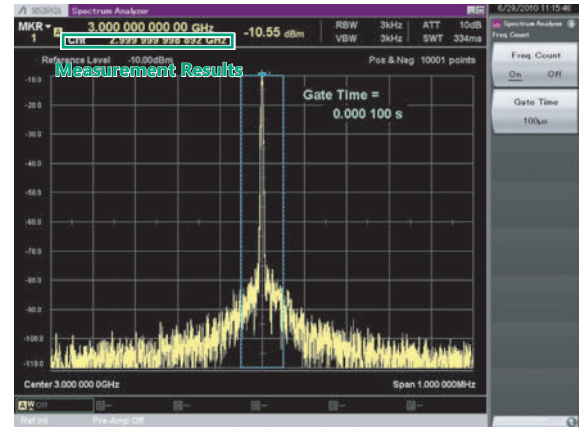 MS269xA Spectrum Analyzer
6/29/2010 11:15:46
MKR 1 A 3.000 000 000 00 GHz
Cnt 2.999 999 998 892 GHz
-10.55 dBm
RBW 3kHz ATT 10dB
VBW 3kHz SWT 334ms
Spectrum Analyzer
Freq Count
Reference Level -10.00dBm
Pos & Neg 10001 points
Measurement Results
Freq Count
On Off
Gate Time
100µs
Gate Time =
0.000 100 s
-10.0
-20.0
-30.0
-40.0
-50.0
-60.0
-70.0
-80.0
-90.0
-100.0
-110.0
Center 3.000 000 0GHz
Span 1.000 000MHz
Ref.Int Pre-Amp Off